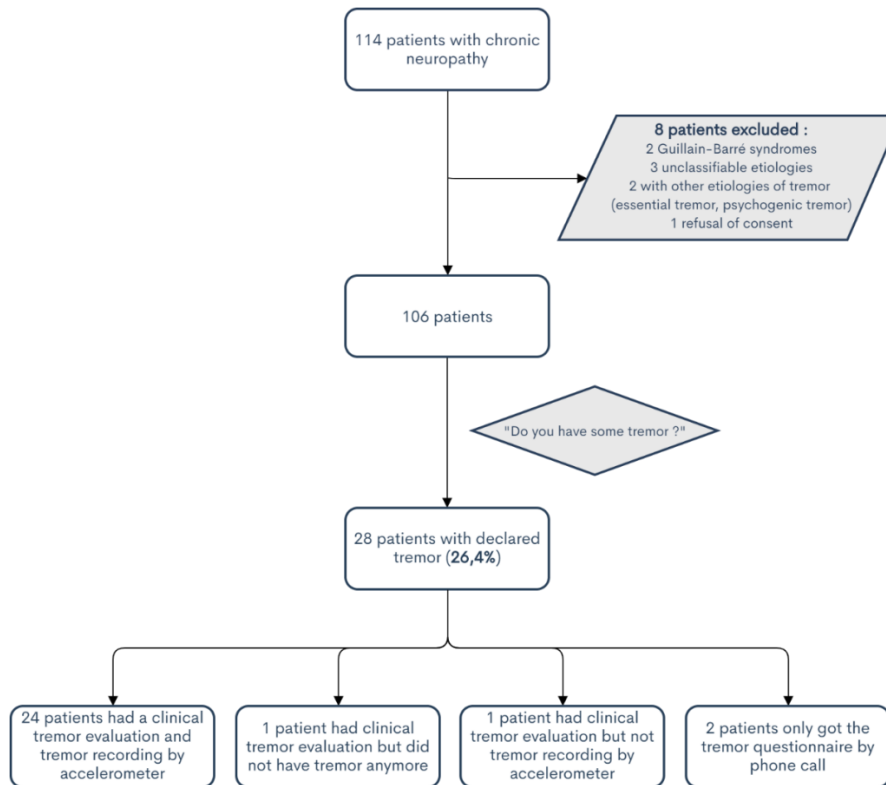 114 patients with chronic
neuropathy
8 patients excluded :
2 Guillain-Barré syndromes
3 unclassifiable etiologies
2 with other etiologies of tremor
(essential tremor, psychogenic tremor)
1 refusal of consent
106 patients
"Do you have some tremor ?"
28 patients with declared
tremor (26,4%)
24 patients had a clinical
tremor evaluation and
tremor recording by
accelerometer
1 patient had clinical
tremor evaluation but did
not have tremor anymore
1 patient had clinical
tremor evaluation but not
tremor recording by
accelerometer
2 patients only got the
tremor questionnaire by
phone call